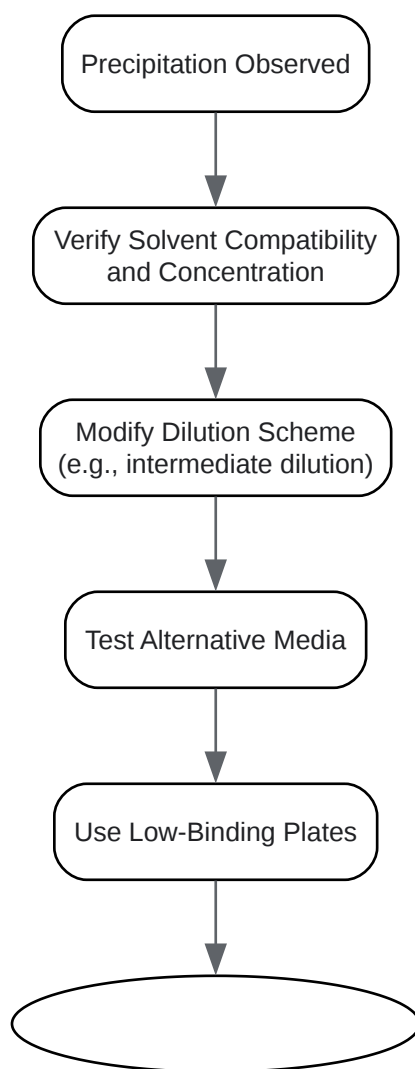 Precipitation Observed
Verify Solvent Compatibility
and Concentration
Modify Dilution Scheme
(e.g., intermediate dilution)
Test Alternative Media
Use Low-Binding Plates